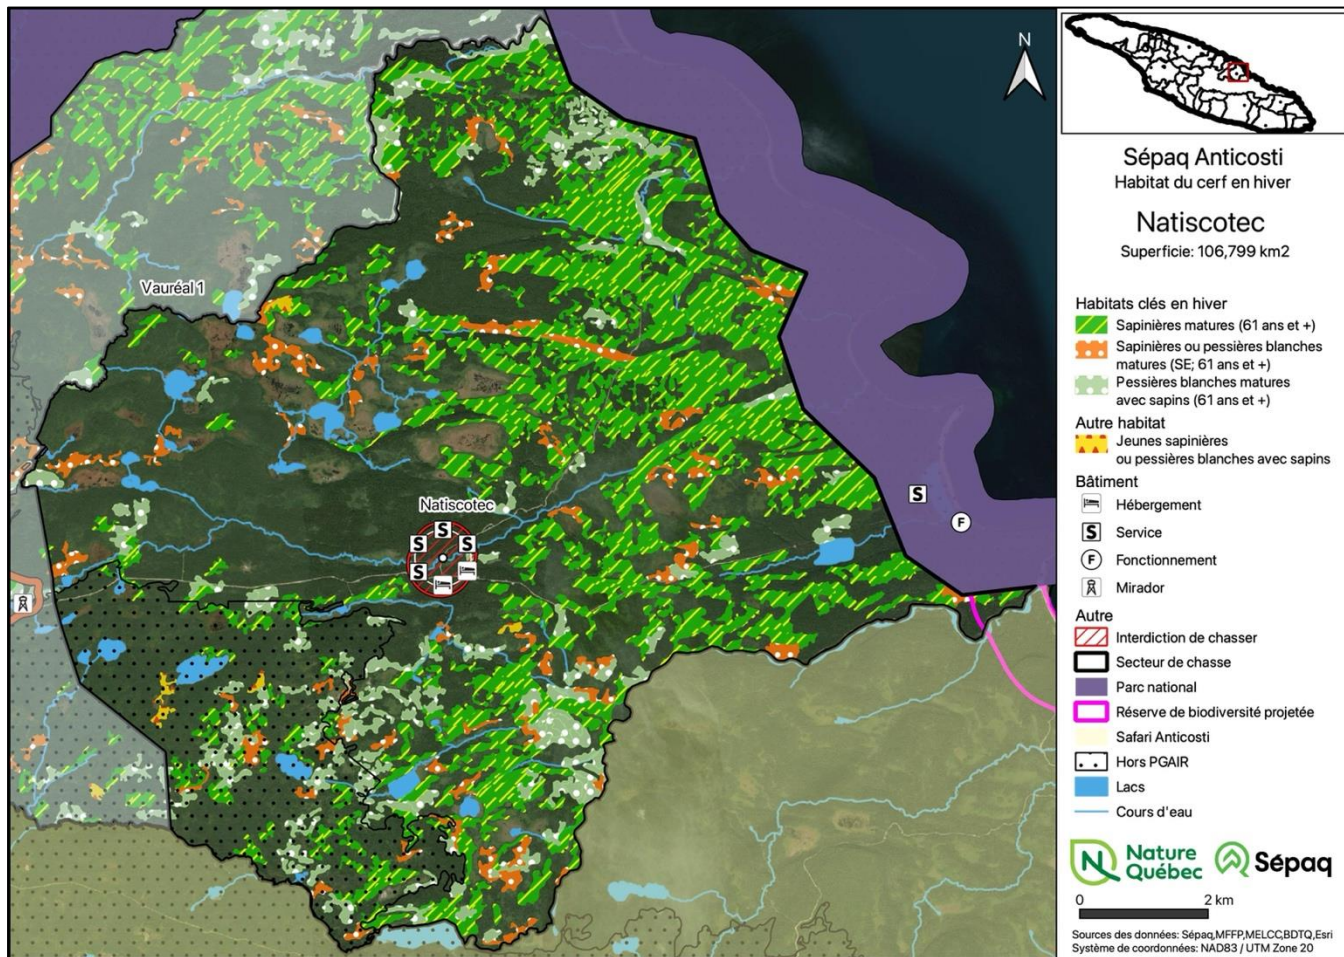 N
Vauréal 1
Natiscotec
S
S
S
S
S
F
Sépaq Anticosti
Habitat du cerf en hiver
Natiscotec
Superficie: 106,799 km2
Habitats clés en hiver
Sapinières matures (61 ans et +)
Sapinières ou pessières blanches
matures (SE; 61 ans et +)
Pessières blanches matures
avec sapins (61 ans et +)
Autre habitat
Jeunes sapinières
ou pessières blanches avec sapins
Bâtiment
Hébergement
S Service
F Fonctionnement
Mirador
Autre
Interdiction de chasser
Secteur de chasse
Parc national
Réserve de biodiversité projetée
Safari Anticosti
Hors PGAIR
Lacs
Cours d'eau
Nature
Québec
Sépaq
0 2 km
Sources des données: Sépaq,MFFP,MELCC,BDTQ,Esri
Système de coordonnées: NAD83 / UTM Zone 20